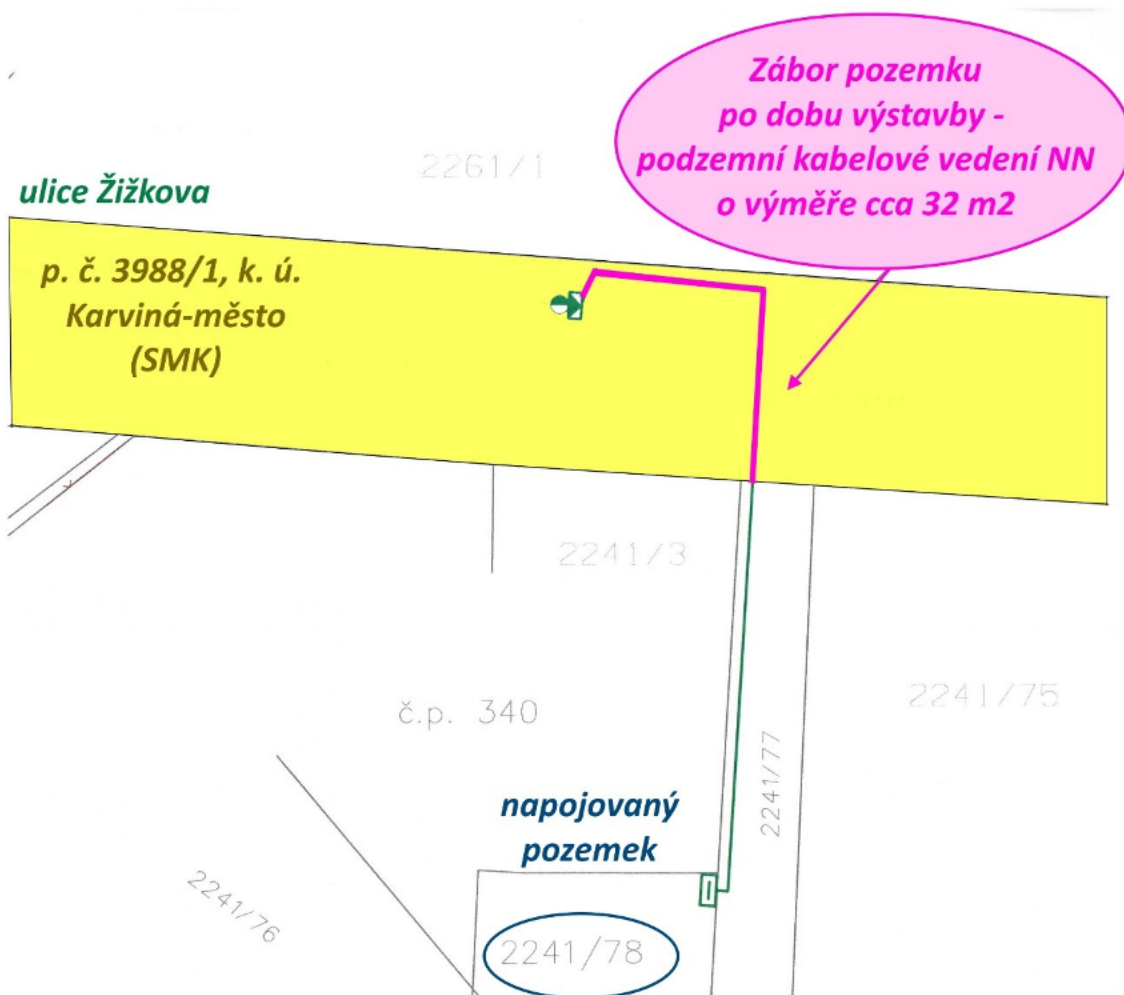 Zábor pozemku
po dobu výstavby -
podzemní kabelové vedení NN
o výměře cca 32 m2
2261/1
ulice Žižkova
p. č. 3988/1, k. ú.
Karviná-město
(SMK)
2241/3
2241/75
č.p. 340
2241/77
napojovaný
pozemek
2241/76
2241/78